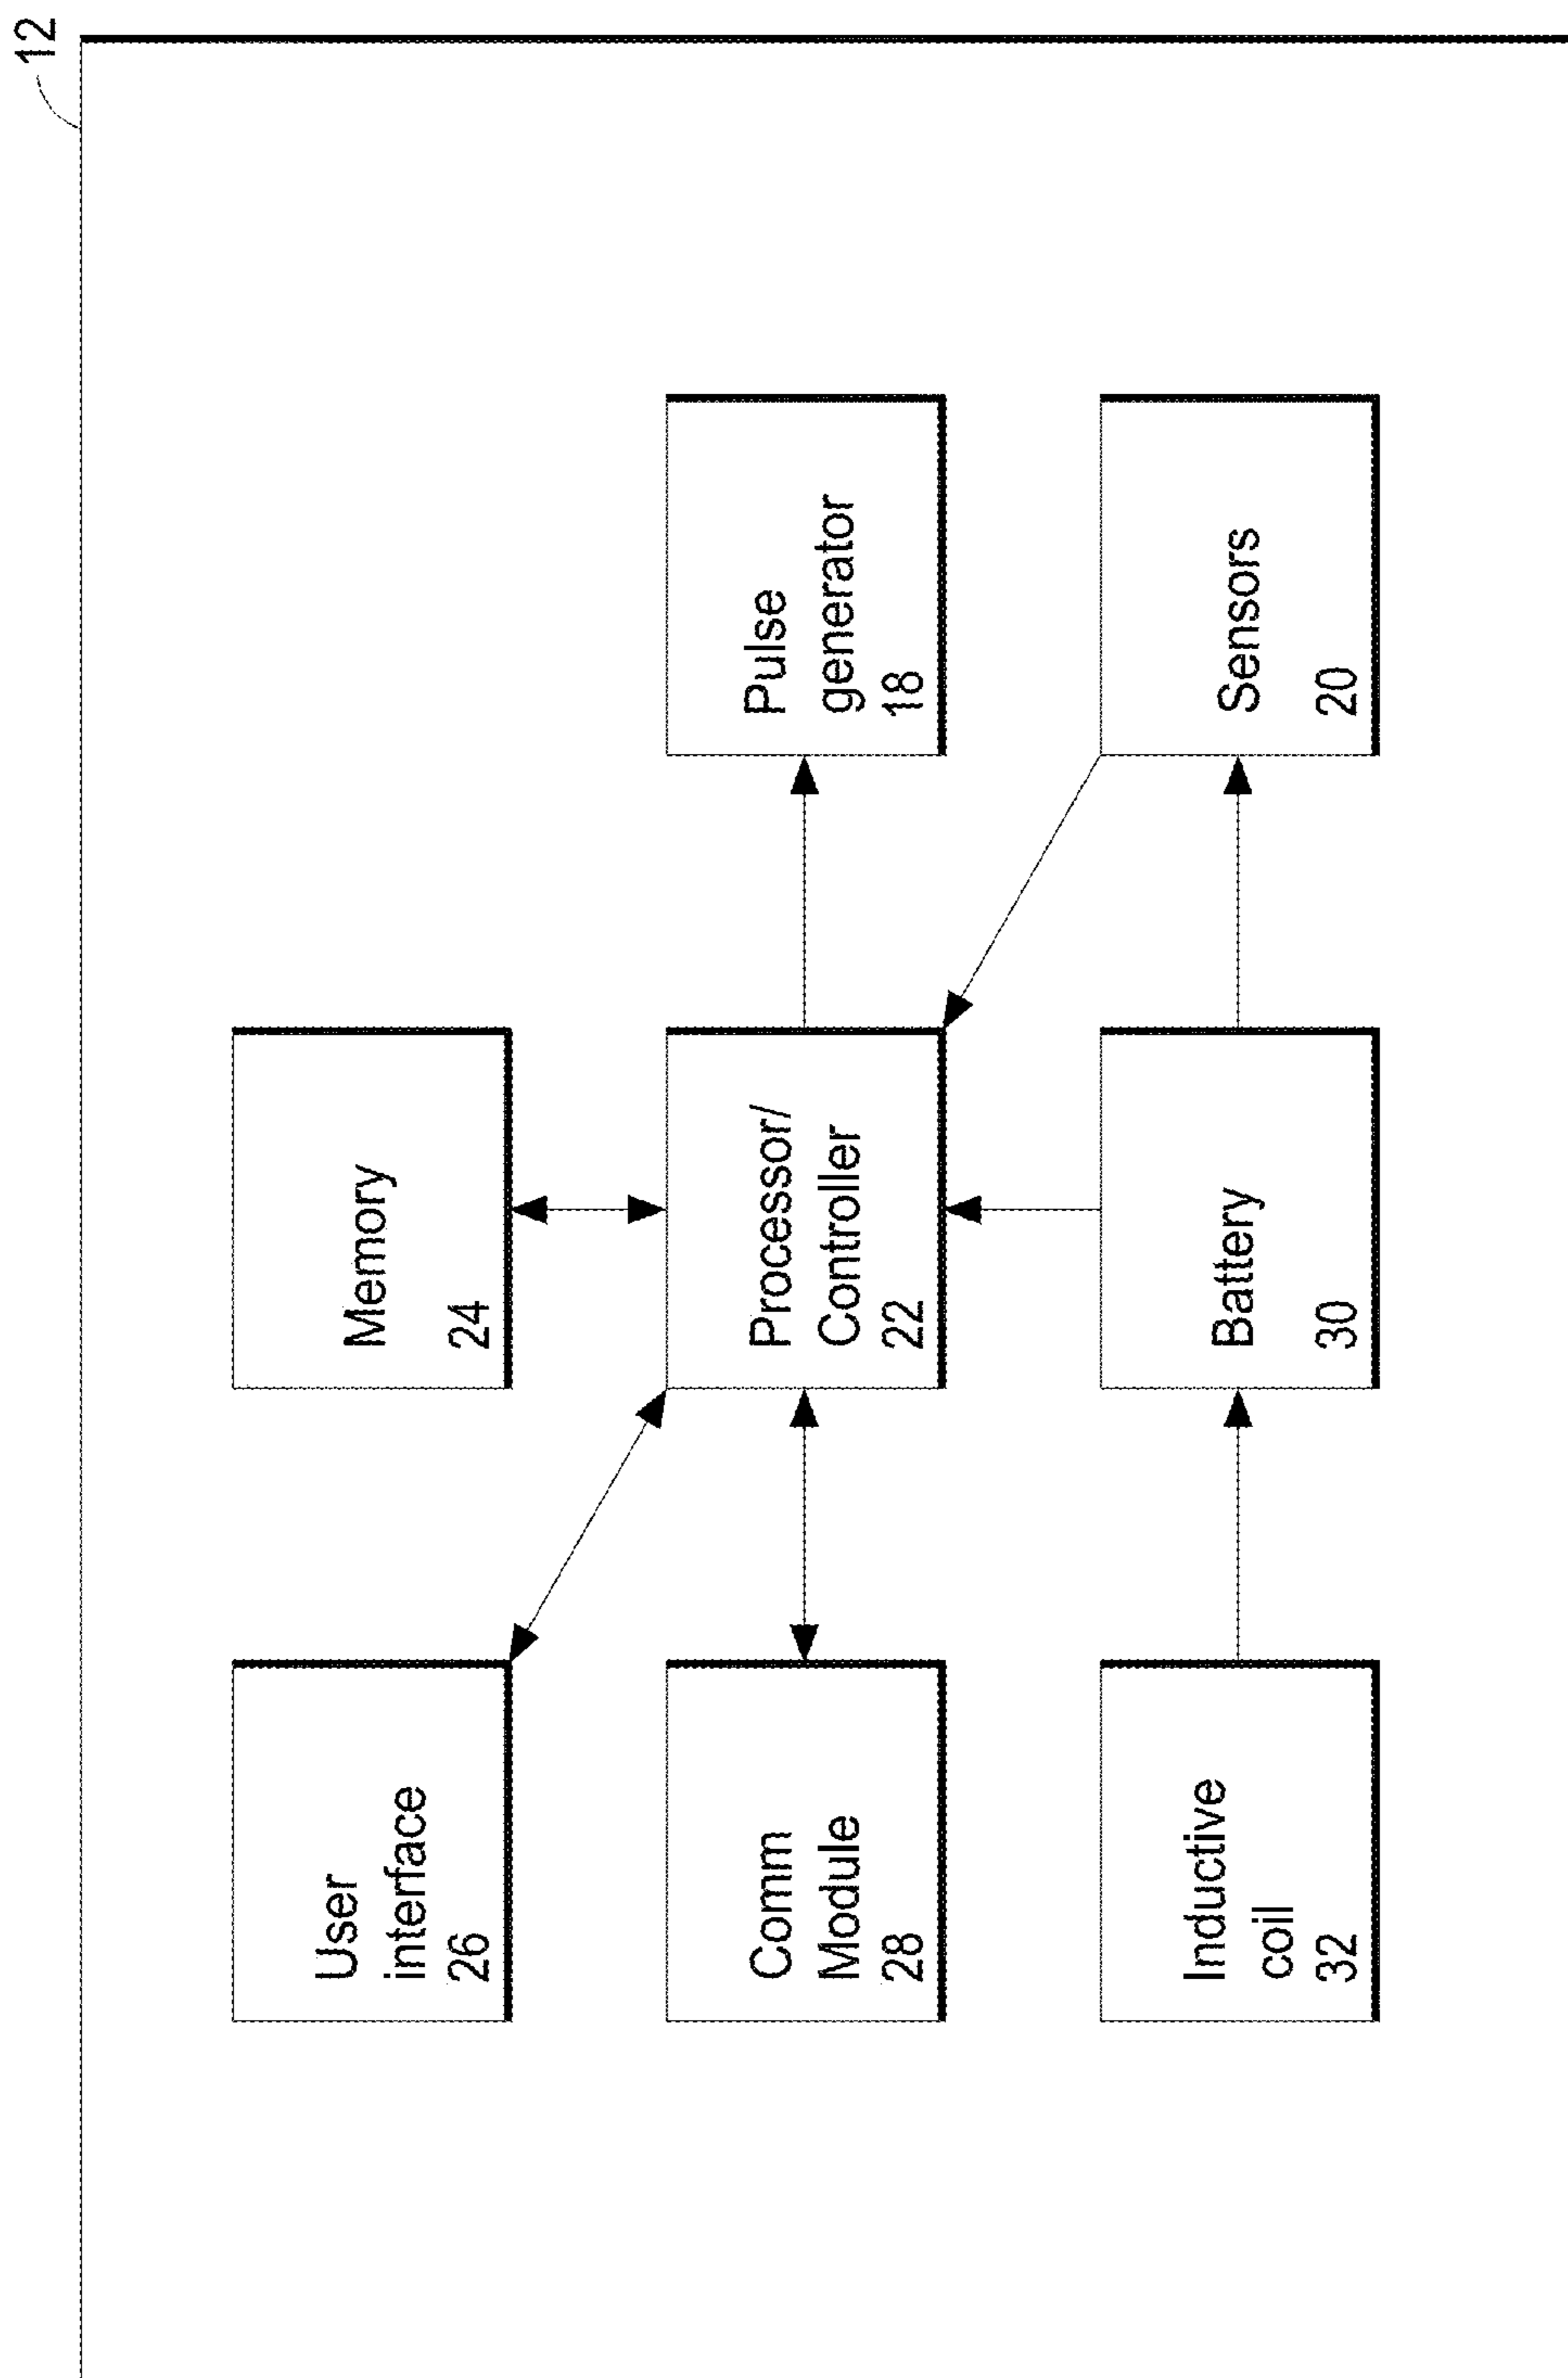 12
User
interface
26
Memory
24
Comm
Module
28
Processor/
Controller
22
Pulse
generator
18
Inductive
coil
32
Battery
30
Sensors
20